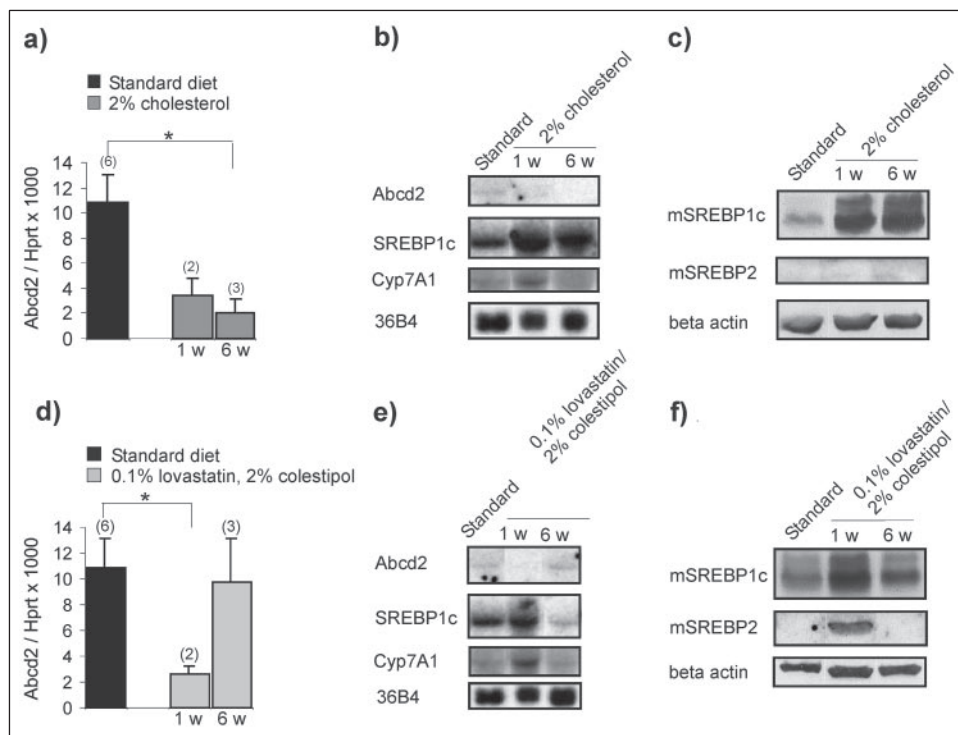 a)
Standard diet
2% cholesterol
*
(6)
(2)
(3)
14
12
10
8
6
4
2
0
Abcd2 / Hprt x 1000
1 w 6 w
b)
Standard
2% cholesterol
1 w 6 w
Abcd2
SREBP1c
Cyp7A1
36B4
c)
Standard
2% cholesterol
1 w 6 w
mSREBP1c
mSREBP2
beta actin
d)
Standard diet
0.1% lovastatin, 2% colestipol
*
(6)
(2)
(3)
14
12
10
8
6
4
2
0
Abcd2 / Hprt x 1000
1 w 6 w
e)
Standard
0.1% lovastatin/
2% colestipol
1 w 6 w
Abcd2
SREBP1c
Cyp7A1
36B4
f)
Standard
0.1% lovastatin/
2% colestipol
1 w 6 w
mSREBP1c
mSREBP2
beta actin